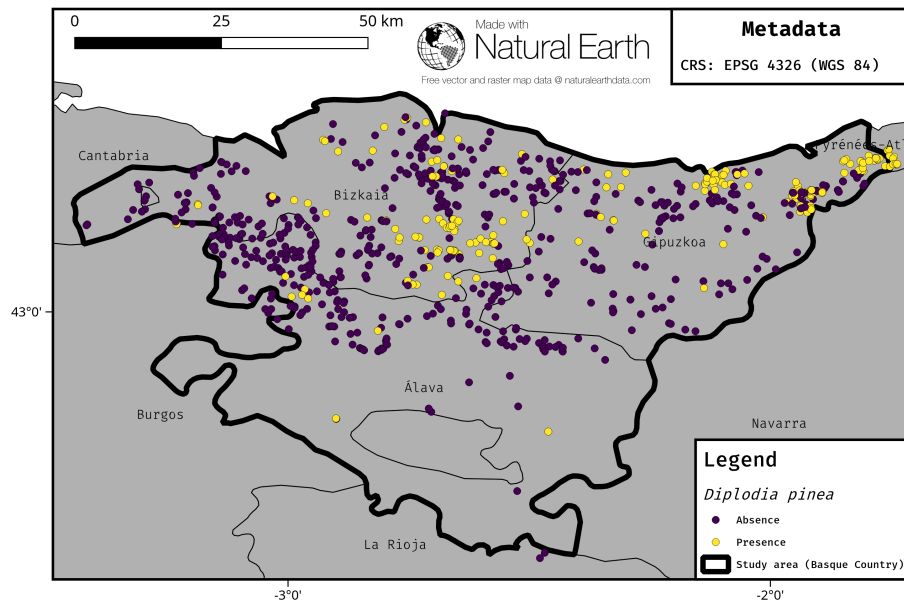 0 25 50 km
Made with
Natural Earth
Free vector and raster map data @ naturalearthdata.com
Metadata
CRS: EPSG 4326 (WGS 84)
Cantabria
Pyrénées-Atl
Bizkaia
Gipuzkoa
43°0'
Álava
Burgos
Navarra
La Rioja
Legend
Diplodia pinea
Absence
Presence
Study area (Basque Country)
-3°0' -2°0'